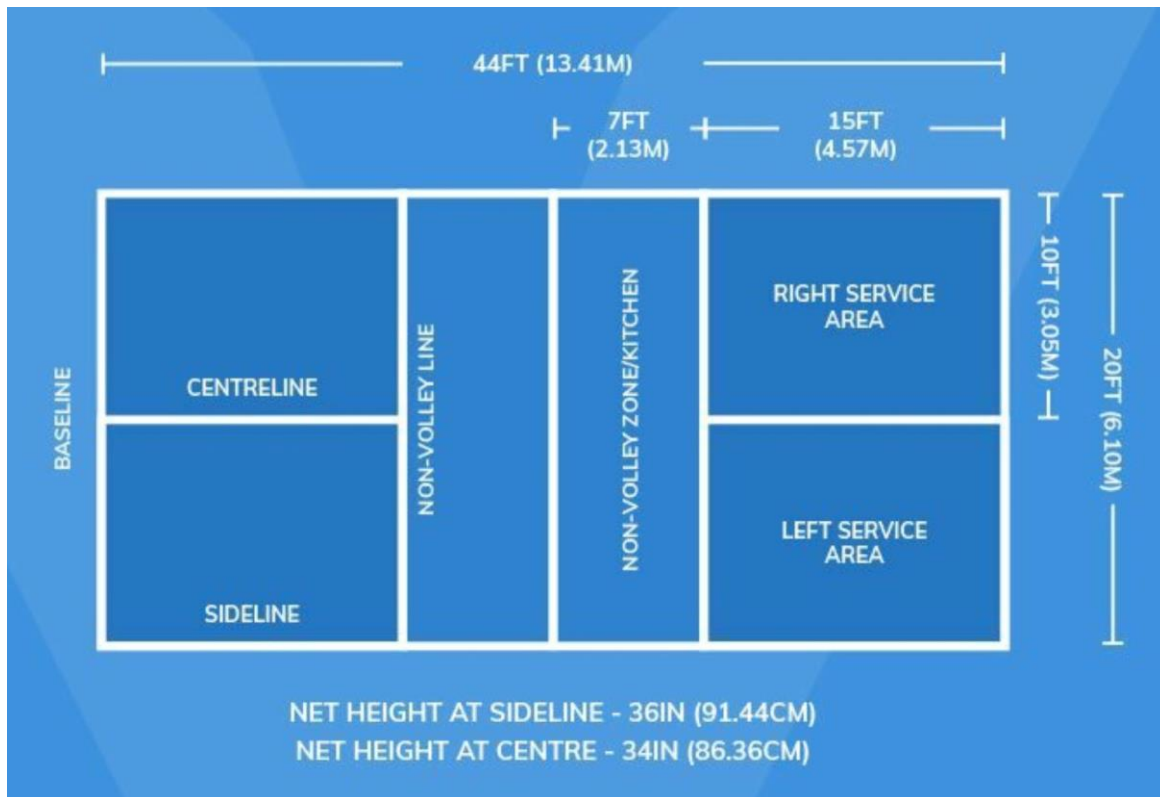 44FT (13.41M)
7FT
(2.13M)
15FT
(4.57M)
BASELINE
CENTRELINE
SIDELINE
NON-VOLLEY LINE
NON-VOLLEY ZONE/KITCHEN
RIGHT SERVICE
AREA
LEFT SERVICE
AREA
10FT (3.05M)
20FT (6.10M)
NET HEIGHT AT SIDELINE - 36IN (91.44CM)
NET HEIGHT AT CENTRE - 34IN (86.36CM)